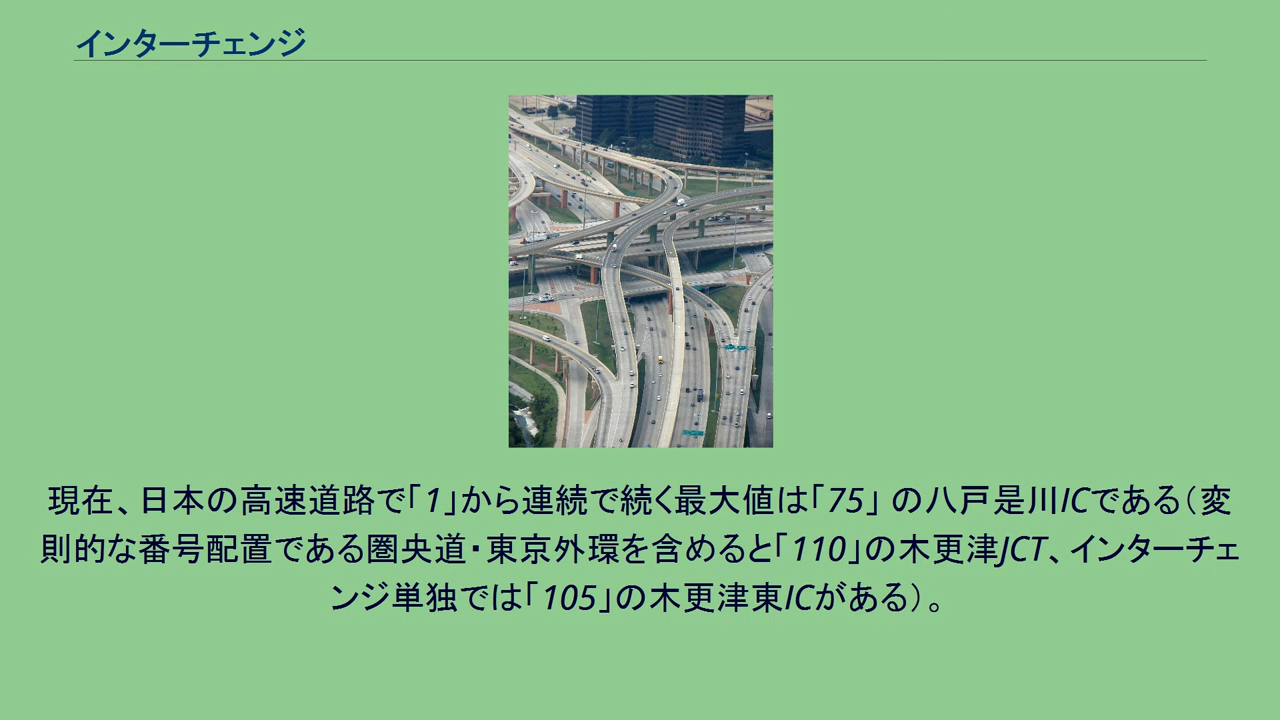 インターチェンジ
現在、日本の高速道路で「1」から連続で続く最大値は「75」 の八戸是川ICである（変
則的な番号配置である圏央道・東京外環を含めると「110」の木更津JCT、インターチェ
ンジ単独では「105」の木更津東ICがある）。